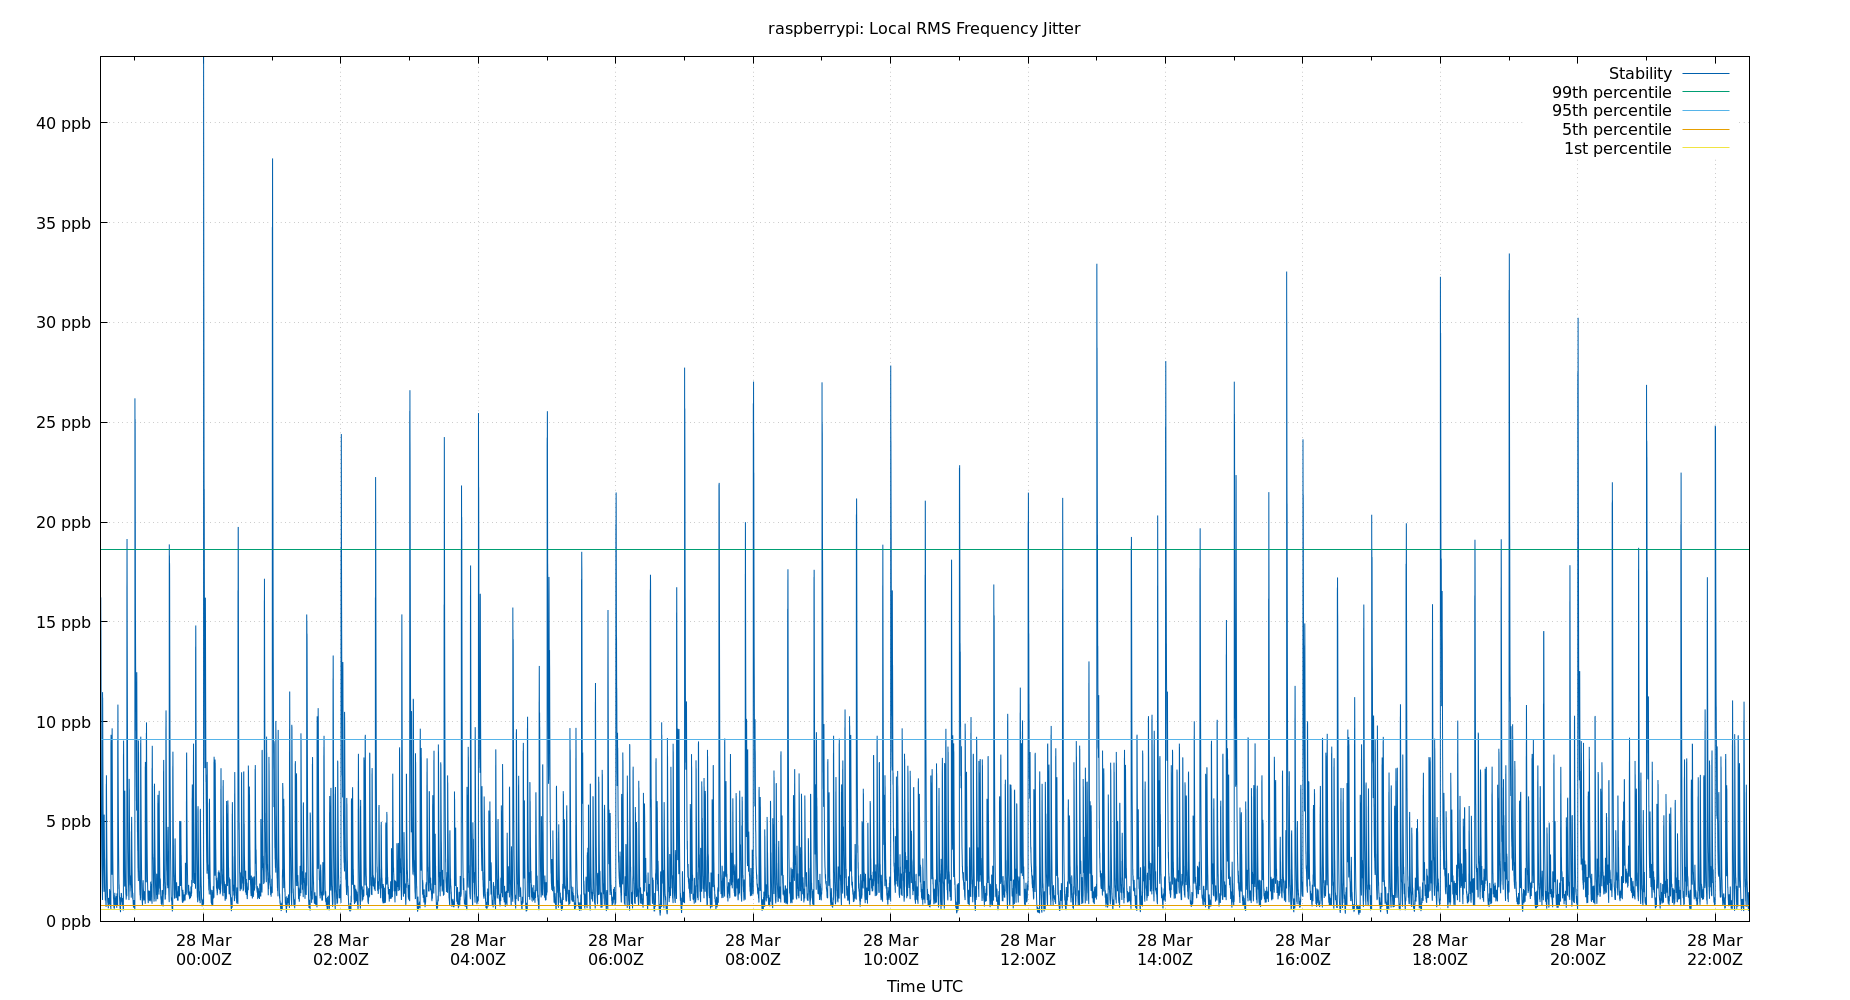 raspberrypi: Local RMS Frequency Jitter
Stability
99th percentile
95th percentile
5th percentile
1st percentile
40 ppb
35 ppb
30 ppb
25 ppb
20 ppb
15 ppb
10 ppb
5 ppb
0 ppb
28 Mar 28 Mar 28 Mar 28 Mar 28 Mar 28 Mar 28 Mar 28 Mar 28 Mar 28 Mar 28 Mar 28 Mar
00:00Z 02:00Z 04:00Z 06:00Z 08:00Z 10:00Z 12:00Z 14:00Z 16:00Z 18:00Z 20:00Z 22:00Z
Time UTC